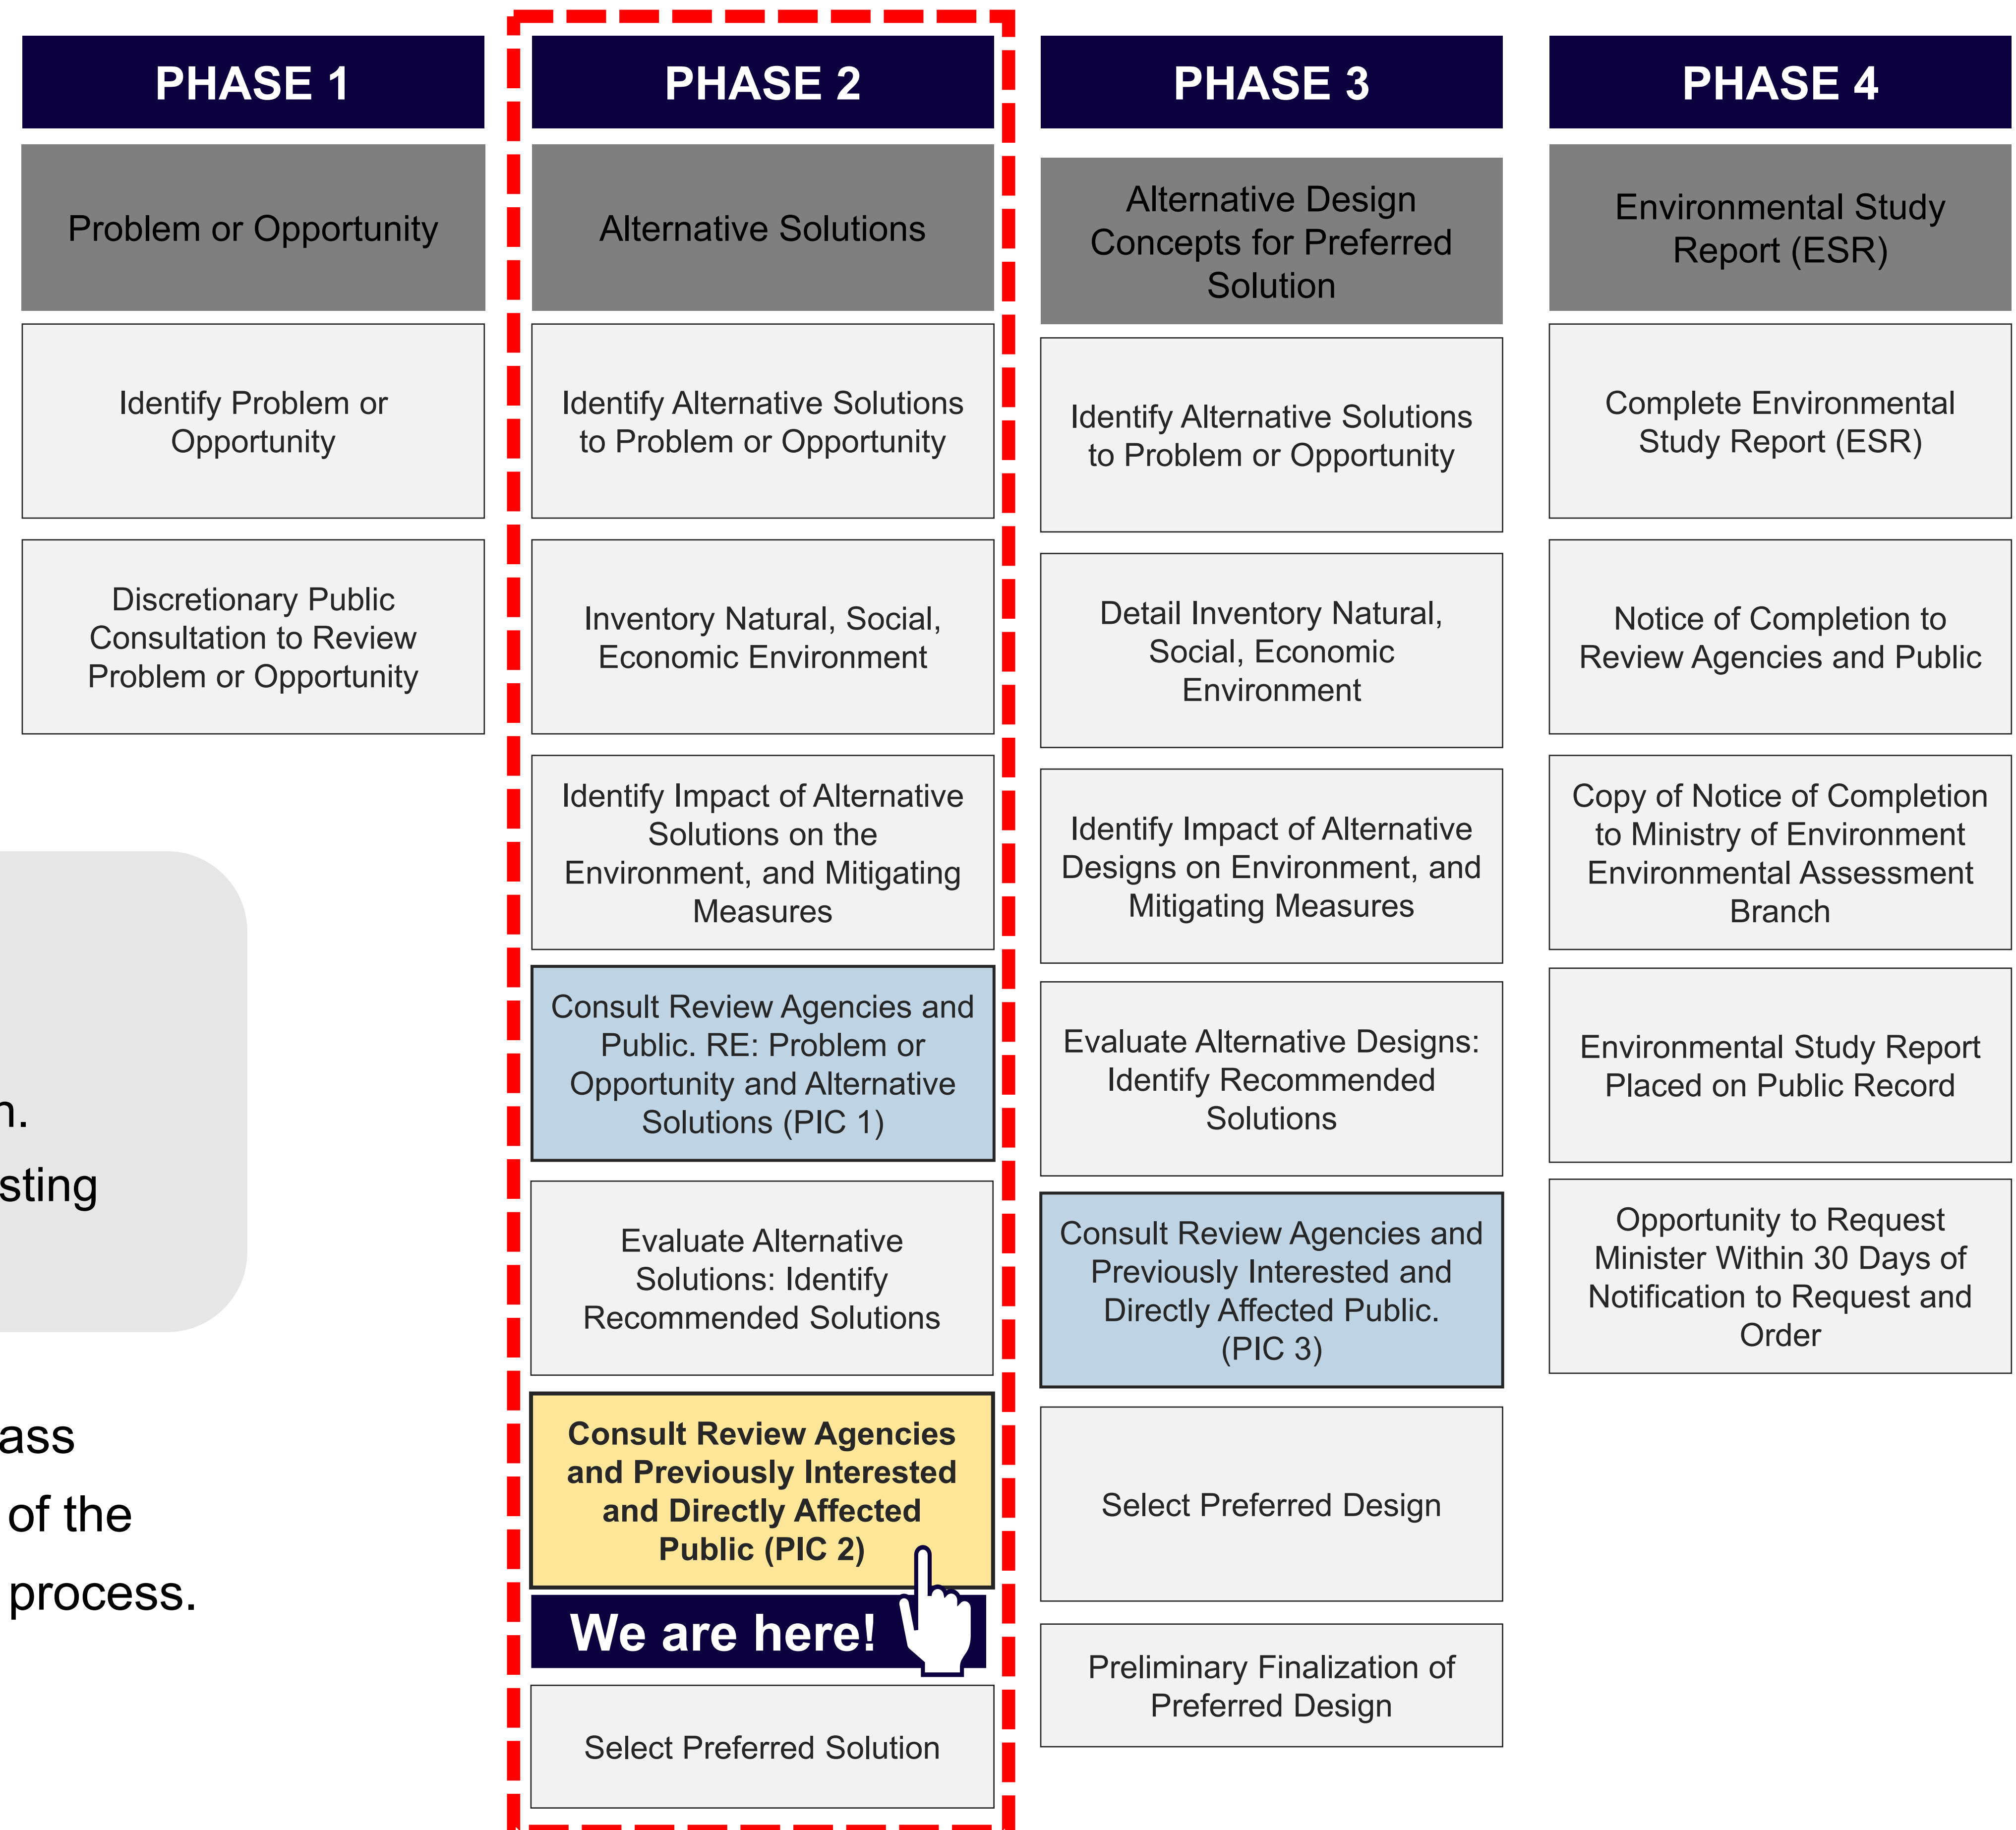 PHASE 1
Problem or Opportunity
Identify Problem or
Opportunity
Discretionary Public
Consultation to Review
Problem or Opportunity
n.
sting
ass
of the
process.
PHASE 2
Alternative Solutions
Identify Alternative Solutions
to Problem or Opportunity
Inventory Natural, Social,
Economic Environment
Identify Impact of Alternative
Solutions on the
Environment, and Mitigating
Measures
Consult Review Agencies and
Public. RE: Problem or
Opportunity and Alternative
Solutions (PIC 1)
Evaluate Alternative
Solutions: Identify
Recommended Solutions
Consult Review Agencies
and Previously Interested
and Directly Affected
Public (PIC 2)
We are here!
Select Preferred Solution
PHASE 3
Alternative Design
Concepts for Preferred
Solution
Identify Alternative Solutions
to Problem or Opportunity
Detail Inventory Natural,
Social, Economic
Environment
Identify Impact of Alternative
Designs on Environment, and
Mitigating Measures
Evaluate Alternative Designs:
Identify Recommended
Solutions
Consult Review Agencies and
Previously Interested and
Directly Affected Public.
(PIC 3)
Select Preferred Design
Preliminary Finalization of
Preferred Design
PHASE 4
Environmental Study
Report (ESR)
Complete Environmental
Study Report (ESR)
Notice of Completion to
Review Agencies and Public
Copy of Notice of Completion
to Ministry of Environment
Environmental Assessment
Branch
Environmental Study Report
Placed on Public Record
Opportunity to Request
Minister Within 30 Days of
Notification to Request and
Order